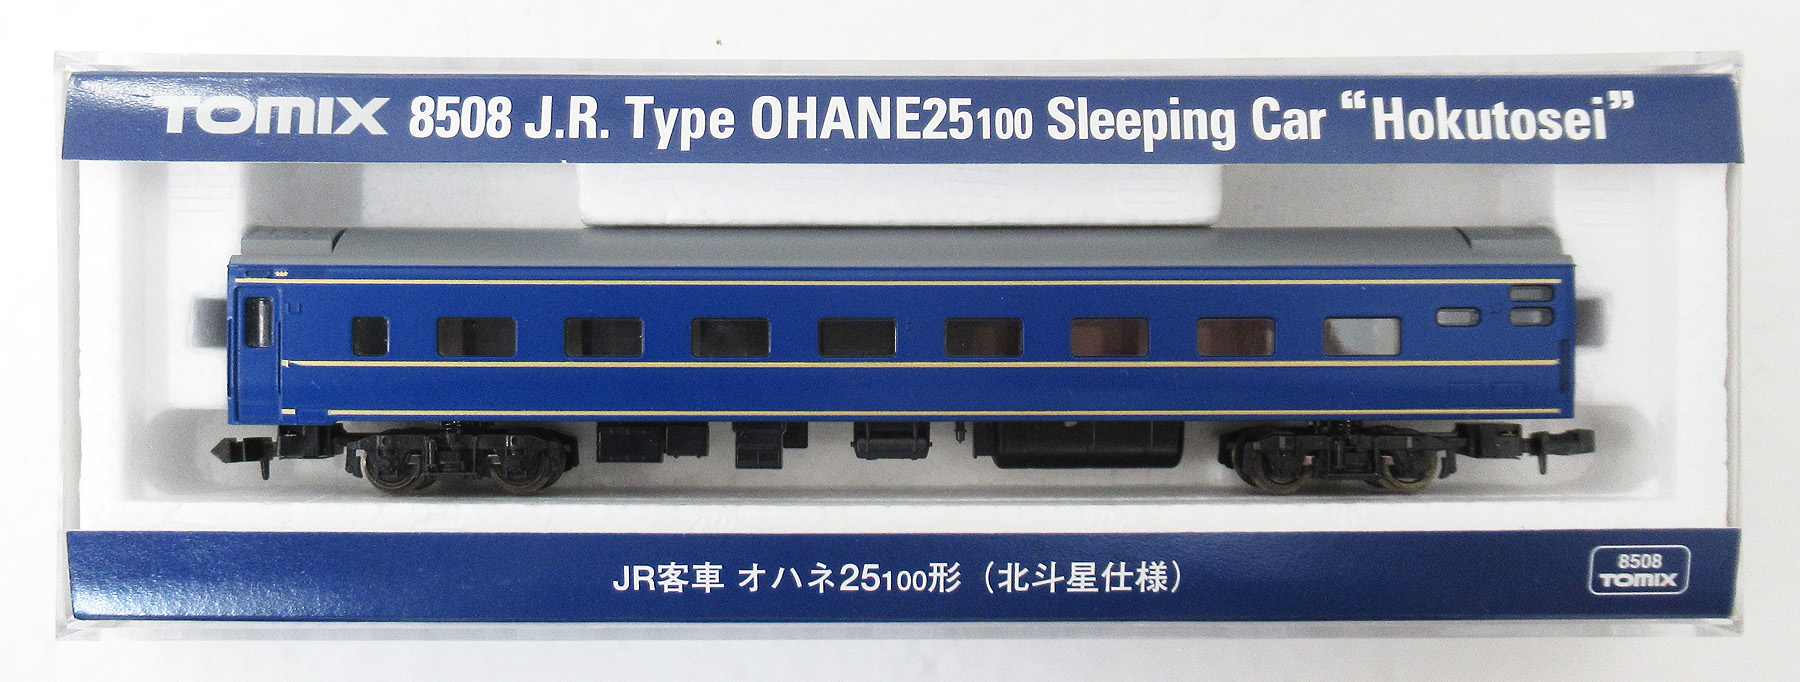 TOMIX 8508 J.R. Type OHANE25100 Sleeping Car “Hokutosei”
JR客車 オハネ25100形（北斗星仕様）
8508
TOMIX